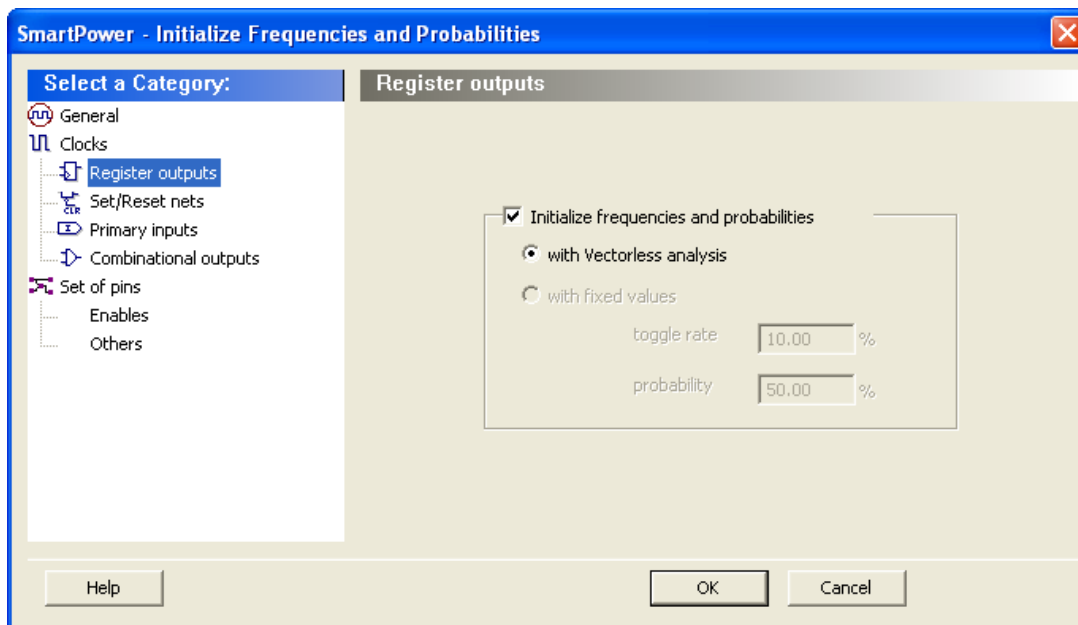 SmartPower - Initialize Frequencies and Probabilities
Select a Category:
General
Clocks
Register outputs
CLR
Set/Reset nets
Primary inputs
Combinational outputs
Set of pins
Enables
Others
Register outputs
Initialize frequencies and probabilities
with Vectorless analysis
with fixed values
toggle rate 10.00 %
probability 50.00 %
Help
OK
Cancel